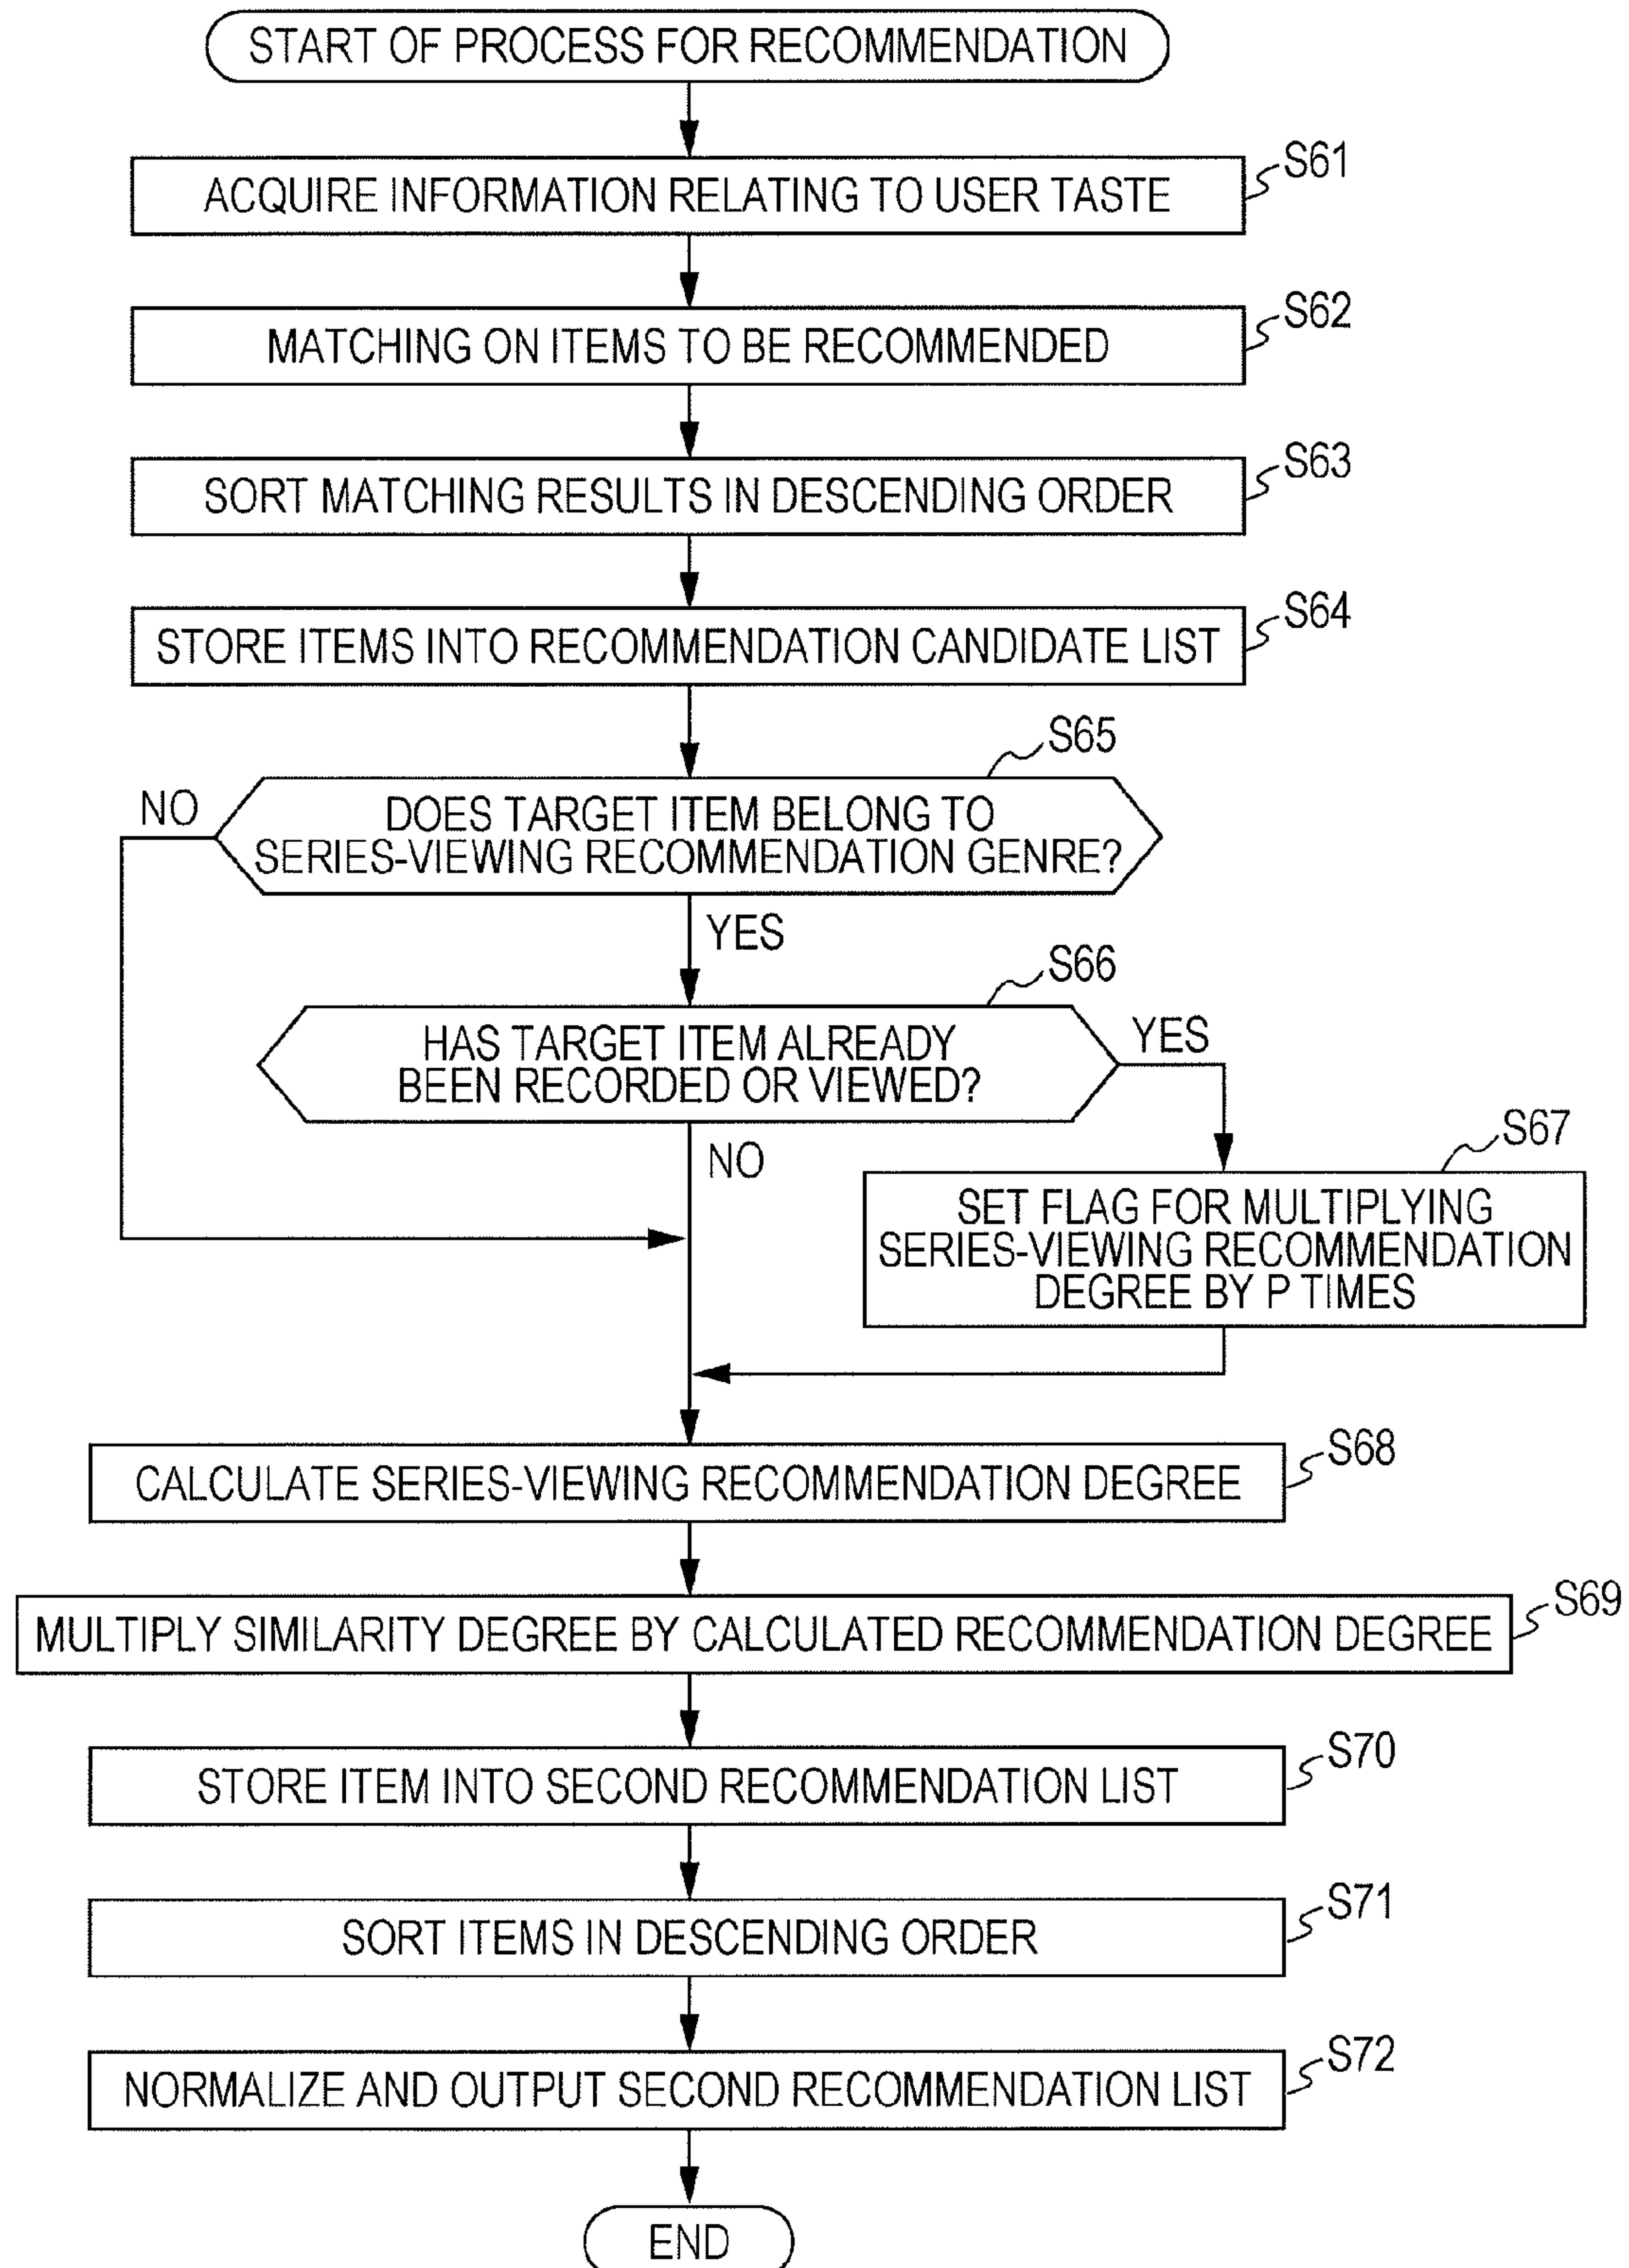 START OF PROCESS FOR RECOMMENDATION
S61
ACQUIRE INFORMATION RELATING TO USER TASTE
S62
MATCHING ON ITEMS TO BE RECOMMENDED
S63
SORT MATCHING RESULTS IN DESCENDING ORDER
S64
STORE ITEMS INTO RECOMMENDATION CANDIDATE LIST
S65
NO
DOES TARGET ITEM BELONG TO
SERIES-VIEWING RECOMMENDATION GENRE?
YES
S66
HAS TARGET ITEM ALREADY
BEEN RECORDED OR VIEWED?
YES
NO
S67
SET FLAG FOR MULTIPLYING
SERIES-VIEWING RECOMMENDATION
DEGREE BY P TIMES
S68
CALCULATE SERIES-VIEWING RECOMMENDATION DEGREE
S69
MULTIPLY SIMILARITY DEGREE BY CALCULATED RECOMMENDATION DEGREE
S70
STORE ITEM INTO SECOND RECOMMENDATION LIST
S71
SORT ITEMS IN DESCENDING ORDER
S72
NORMALIZE AND OUTPUT SECOND RECOMMENDATION LIST
END